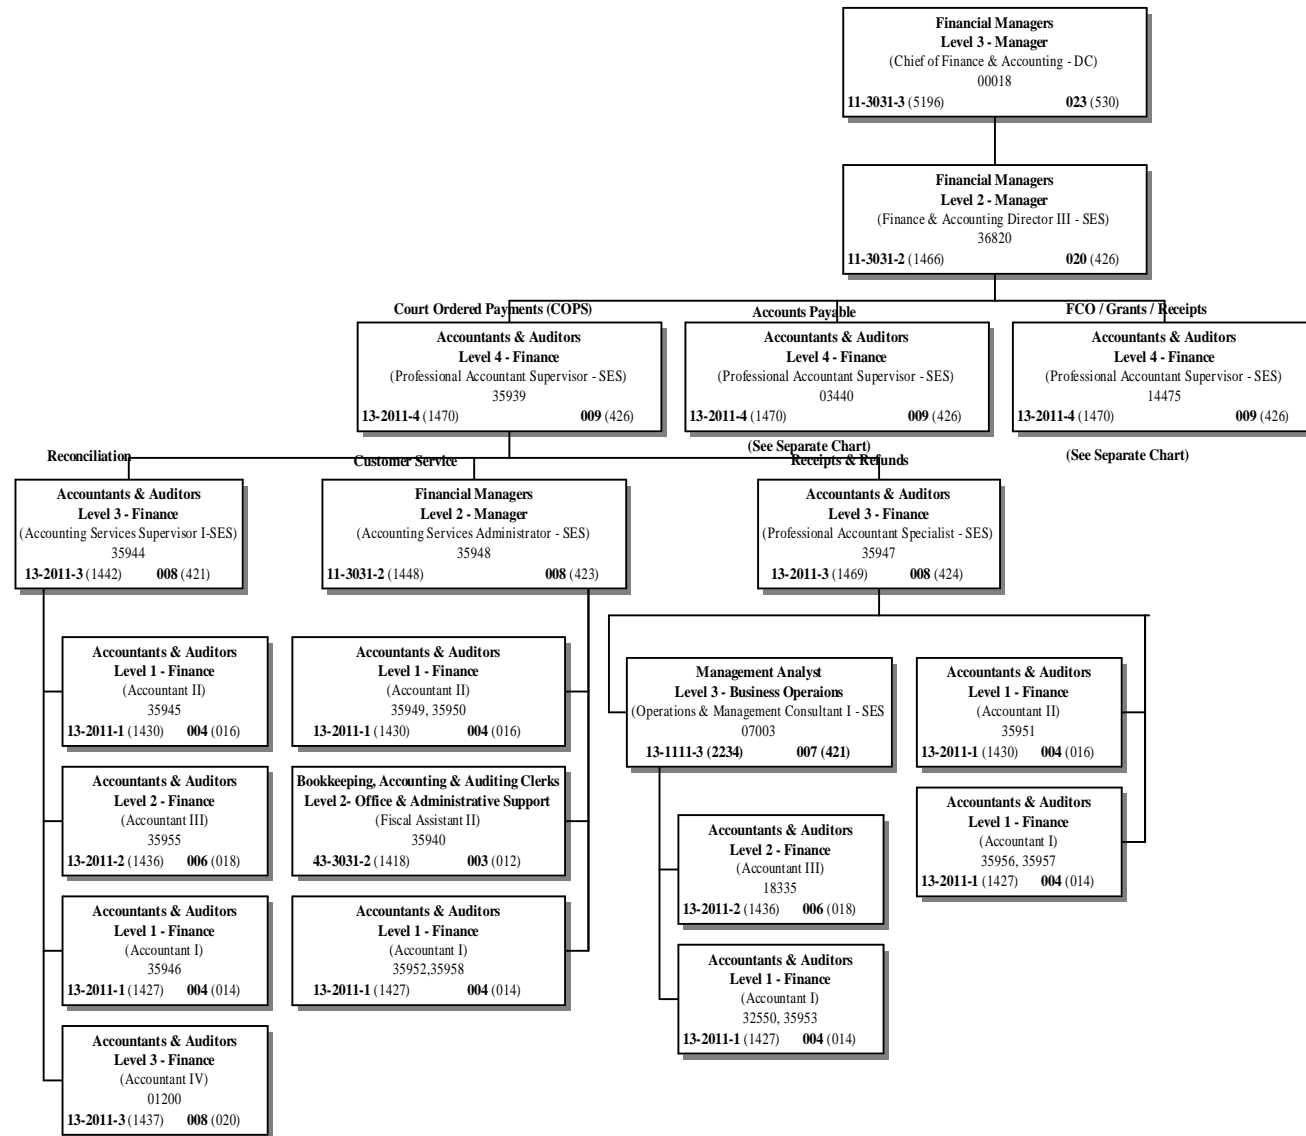 Financial Managers
Level 3 - Manager
(Chief of Finance & Accounting - DC)
00018
11-3031-3 (5196) 023 (530)
Financial Managers
Level 2 - Manager
(Finance & Accounting Director III - SES)
36820
11-3031-2 (1466) 020 (426)
Court Ordered Payments (COPS)
Accountants & Auditors
Level 4 - Finance
(Professional Accountant Supervisor - SES)
35939
13-2011-4 (1470) 009 (426)
Accounts Payable
Accountants & Auditors
Level 4 - Finance
(Professional Accountant Supervisor - SES)
03440
13-2011-4 (1470) 009 (426)
(See Separate Chart)
FCO / Grants / Receipts
Accountants & Auditors
Level 4 - Finance
(Professional Accountant Supervisor - SES)
14475
13-2011-4 (1470) 009 (426)
(See Separate Chart)
Reconciliation
Accountants & Auditors
Level 3 - Finance
(Accounting Services Supervisor I-SES)
35944
13-2011-3 (1442) 008 (421)
Accountants & Auditors
Level 1 - Finance
(Accountant II)
35945
13-2011-1 (1430) 004 (016)
Accountants & Auditors
Level 2 - Finance
(Accountant III)
35955
13-2011-2 (1436) 006 (018)
Accountants & Auditors
Level 1 - Finance
(Accountant I)
35946
13-2011-1 (1427) 004 (014)
Accountants & Auditors
Level 3 - Finance
(Accountant IV)
01200
13-2011-3 (1437) 008 (020)
Customer Service
Financial Managers
Level 2 - Manager
(Accounting Services Administrator - SES)
35948
11-3031-2 (1448) 008 (423)
Accountants & Auditors
Level 1 - Finance
(Accountant II)
35949, 35950
13-2011-1 (1430) 004 (016)
Bookkeeping, Accounting & Auditing Clerks
Level 2- Office & Administrative Support
(Fiscal Assistant II)
35940
43-3031-2 (1418) 003 (012)
Accountants & Auditors
Level 1 - Finance
(Accountant I)
35952,35958
13-2011-1 (1427) 004 (014)
Receipts & Refunds
Accountants & Auditors
Level 3 - Finance
(Professional Accountant Specialist - SES)
35947
13-2011-3 (1469) 008 (424)
Management Analyst
Level 3 - Business Operaions
(Operations & Management Consultant I - SES
07003
13-1111-3 (2234) 007 (421)
Accountants & Auditors
Level 2 - Finance
(Accountant III)
18335
13-2011-2 (1436) 006 (018)
Accountants & Auditors
Level 1 - Finance
(Accountant I)
32550, 35953
13-2011-1 (1427) 004 (014)
Accountants & Auditors
Level 1 - Finance
(Accountant II)
35951
13-2011-1 (1430) 004 (016)
Accountants & Auditors
Level 1 - Finance
(Accountant I)
35956, 35957
13-2011-1 (1427) 004 (014)